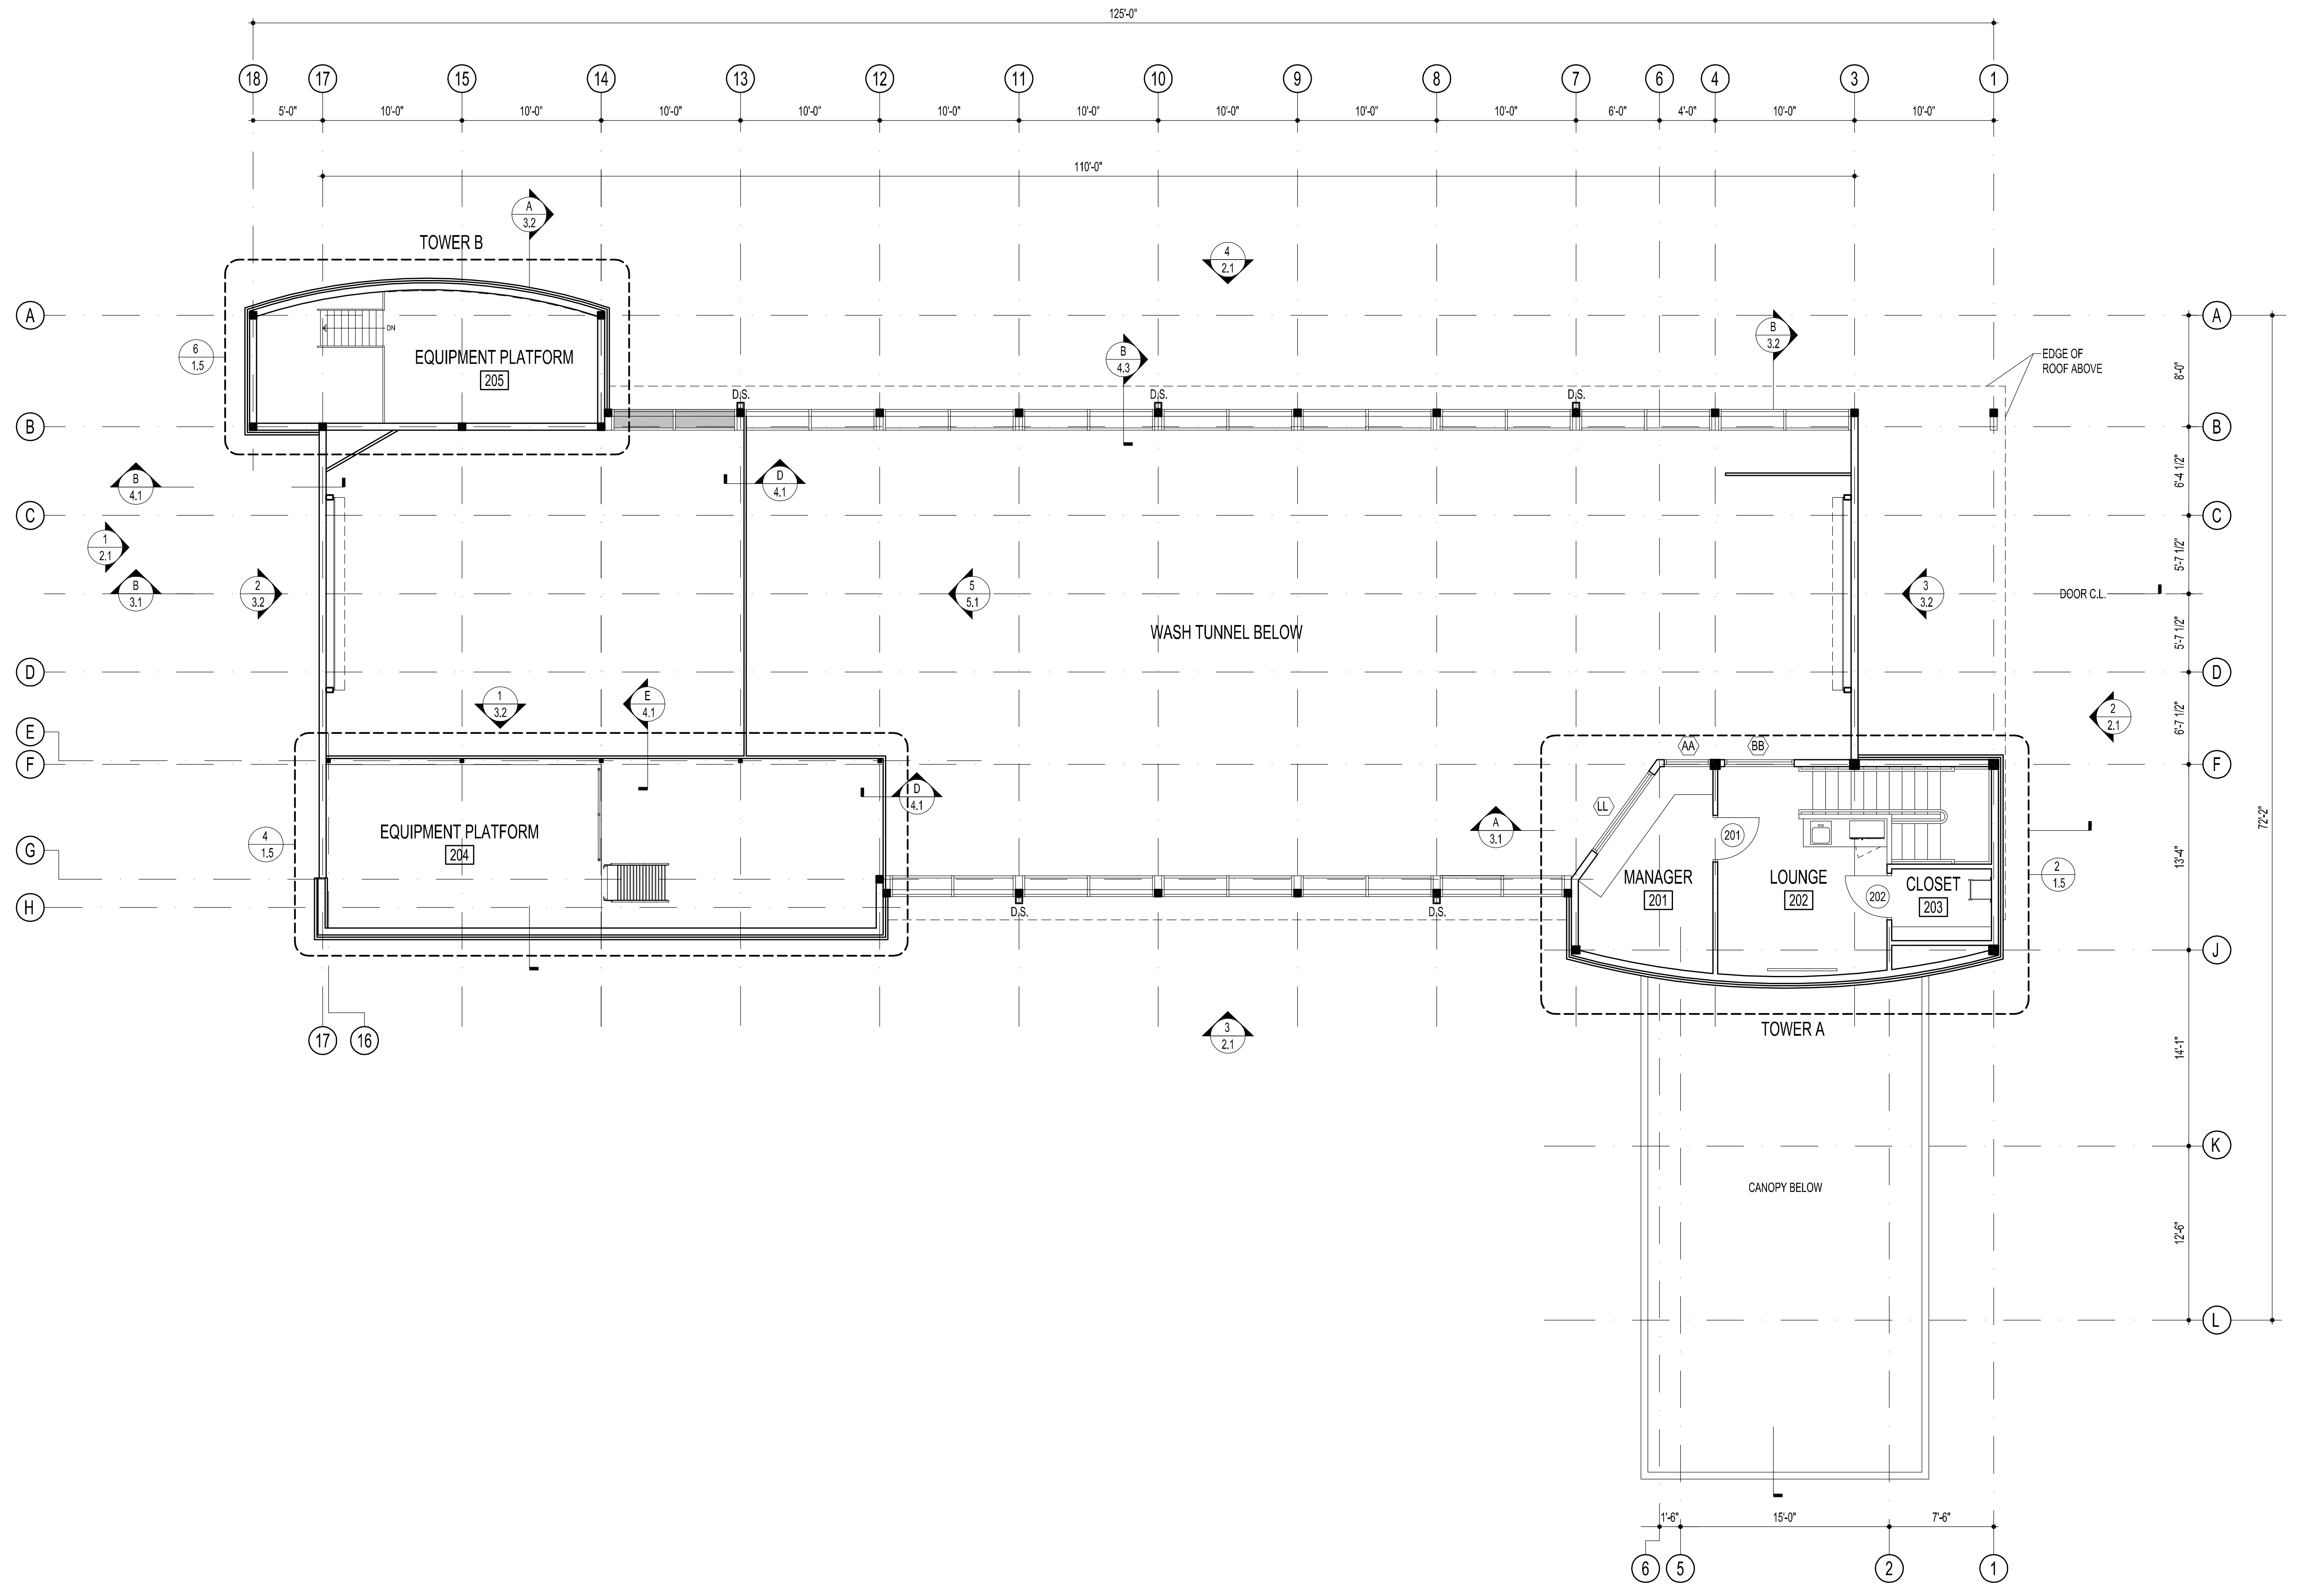 125'-0"
18
17
15
14
13
12
11
10
9
8
7
6
4
3
1
5'-0"
10'-0"
10'-0"
10'-0"
10'-0"
10'-0"
10'-0"
10'-0"
10'-0"
10'-0"
6'-0"
4'-0"
10'-0"
10'-0"
110'-0"
A
3.2
TOWER B
4
2.1
A
A
B
3.2
6
1.5
DN
EQUIPMENT PLATFORM
205
B
4.3
EDGE OF
ROOF ABOVE
8'-0"
D.S.
D.S.
D.S.
B
B
B
4.1
D
4.1
6'-4 1/2"
C
C
1
2.1
5'-7 1/2"
B
3.1
2
3.2
5
5.1
3
3.2
DOOR C.L.
WASH TUNNEL BELOW
5'-7 1/2"
D
D
1
3.2
E
4.1
2
2.1
6'-7 1/2"
E
AA
BB
F
F
D
4.1
LL
A
3.1
201
72'-2"
EQUIPMENT PLATFORM
204
4
1.5
G
13'-4"
MANAGER
201
LOUNGE
202
202
CLOSET
203
2
1.5
H
D.S.
D.S.
J
17
16
3
2.1
TOWER A
14'-1"
K
CANOPY BELOW
12'-6"
L
1'-6"
15'-0"
7'-6"
6
5
2
1